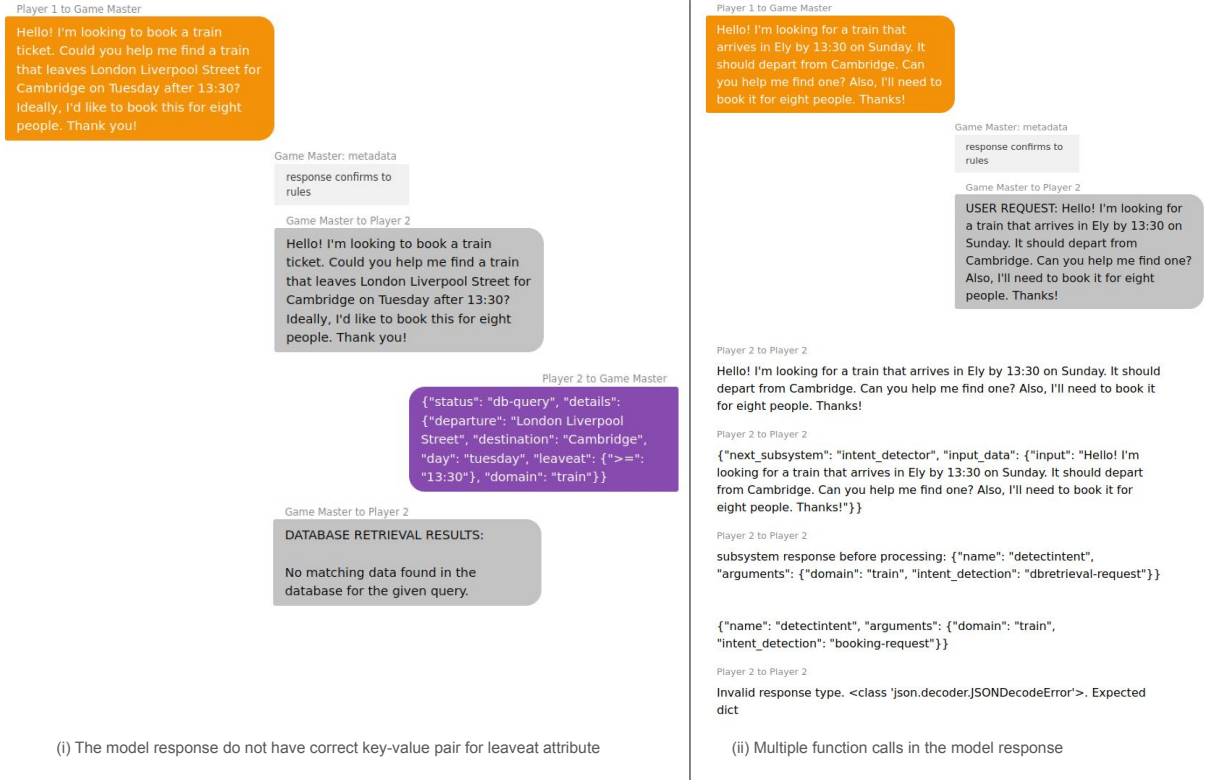 Player 1 to Game Master
Hello! I'm looking to book a train
ticket. Could you help me find a train
that leaves London Liverpool Street for
Cambridge on Tuesday after 13:30?
Ideally, I'd like to book this for eight
people. Thank you!
Game Master: metadata
response confirms to
rules
Game Master to Player 2
Hello! I'm looking to book a train
ticket. Could you help me find a train
that leaves London Liverpool Street for
Cambridge on Tuesday after 13:30?
Ideally, I'd like to book this for eight
people. Thank you!
Player 2 to Game Master
{"status": "db-query", "details":
{"departure": "London Liverpool
Street", "destination": "Cambridge",
"day": "tuesday", "leaveat": {">=":
"13:30"}, "domain": "train"}}
Game Master to Player 2
DATABASE RETRIEVAL RESULTS:
No matching data found in the
database for the given query.
(i) The model response do not have correct key-value pair for leaveat attribute
Player 1 to Game Master
Hello! I'm looking for a train that
arrives in Ely by 13:30 on Sunday. It
should depart from Cambridge. Can
you help me find one? Also, I'll need to
book it for eight people. Thanks!
Game Master: metadata
response confirms to
rules
Game Master to Player 2
USER REQUEST: Hello! I'm looking for
a train that arrives in Ely by 13:30 on
Sunday. It should depart from
Cambridge. Can you help me find one?
Also, I'll need to book it for eight
people. Thanks!
Player 2 to Player 2
Hello! I'm looking for a train that arrives in Ely by 13:30 on Sunday. It should
depart from Cambridge. Can you help me find one? Also, I'll need to book it
for eight people. Thanks!
Player 2 to Player 2
{"next_subsystem": "intent_detector", "input_data": {"input": "Hello! I'm
looking for a train that arrives in Ely by 13:30 on Sunday. It should depart
from Cambridge. Can you help me find one? Also, I'll need to book it for
eight people. Thanks!"}}
Player 2 to Player 2
subsystem response before processing: {"name": "detectintent",
"arguments": {"domain": "train", "intent_detection": "dbretrieval-request"}}
{"name": "detectintent", "arguments": {"domain": "train",
"intent_detection": "booking-request"}}
Player 2 to Player 2
Invalid response type. <class 'json.decoder.JSONDecodeError'>. Expected
dict
(ii) Multiple function calls in the model response